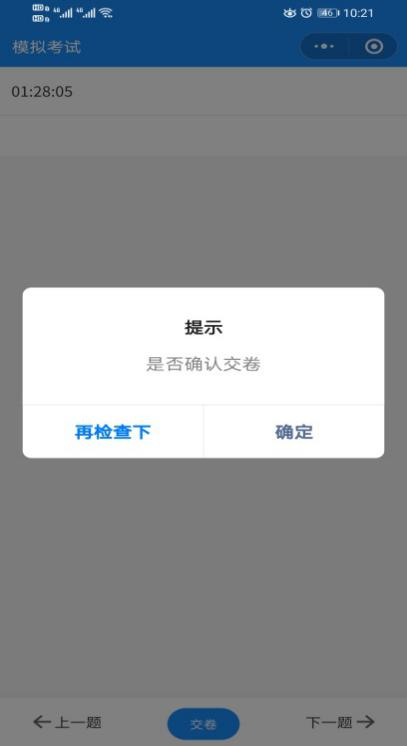 46 10:21
模拟考试
01:28:05
提示
是否确认交卷
再检查下 确定
上一题 交卷 下一题